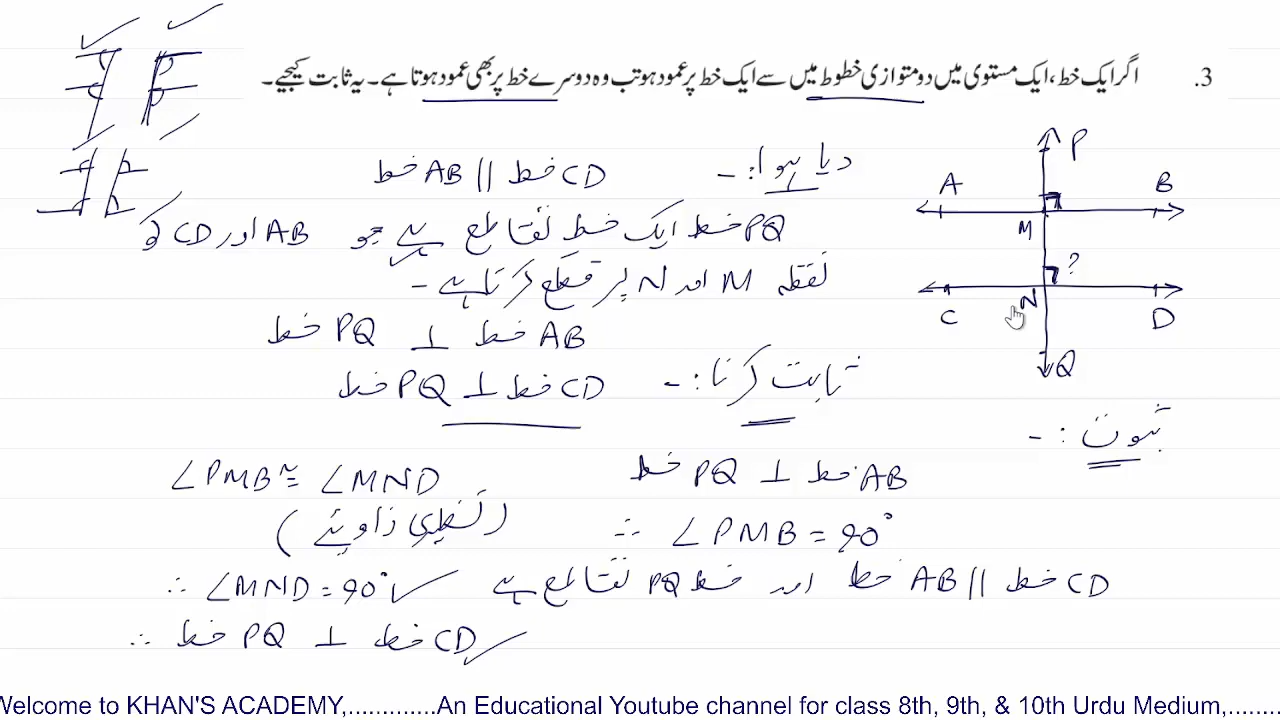 3. اگر ایک خط، ایک مستوی میں دو متوازی خطوط میں سے ایک خط پر عمود ہو تب وہ دوسرے خط پر بھی عمود ہوتا ہے۔ یہ ثابت کیجیے۔
دیا ہوا :- خط AB || خط CD
خط PQ ایک خط تقاطع ہے جو AB اور CD کو
نقطہ M اور N پر قطع کرتا ہے -
خط PQ ⊥ خط AB
ثابت کرنا :- خط PQ ⊥ خط CD
ثبوت :-
خط PQ ⊥ خط AB
∴ ∠PMB = 90°
خط AB || خط CD اور خط PQ تقاطع ہے
∠PMB ≅ ∠MND
(نظیری زاویئے)
∴ ∠MND = 90°
∴ خط PQ ⊥ خط CD
P
A
B
M
?
N
C
D
Q
Welcome to KHAN'S ACADEMY,.............An Educational Youtube channel for class 8th, 9th, & 10th Urdu Medium,........